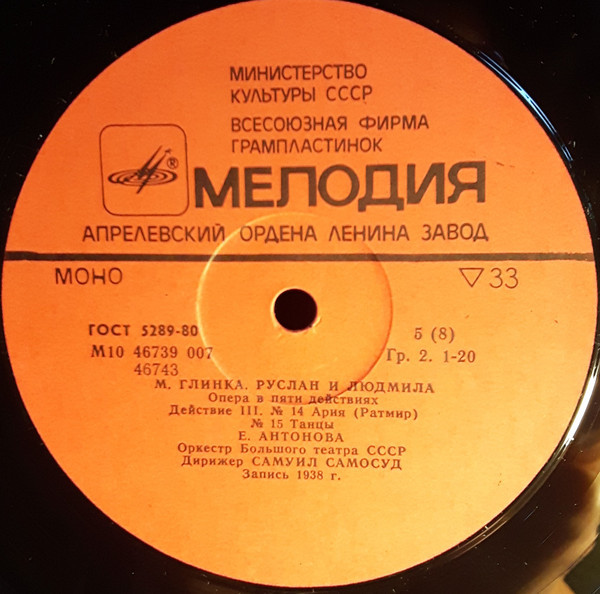 МИНИСТЕРСТВО
КУЛЬТУРЫ СССР
ВСЕСОЮЗНАЯ ФИРМА
ГРАМПЛАСТИНОК
®
МЕЛОДИЯ
АПРЕЛЕВСКИЙ ОРДЕНА ЛЕНИНА ЗАВОД
МОНО ▽ 33
ГОСТ 5289-80 5 (8)
М10 46739 007 Гр. 2. 1-20
46743
М. ГЛИНКА. РУСЛАН И ЛЮДМИЛА
Опера в пяти действиях
Действие III. № 14 Ария (Ратмир)
№ 15 Танцы
Е. АНТОНОВА
Оркестр Большого театра СССР
Дирижер САМУИЛ САМОСУД
Запись 1938 г.